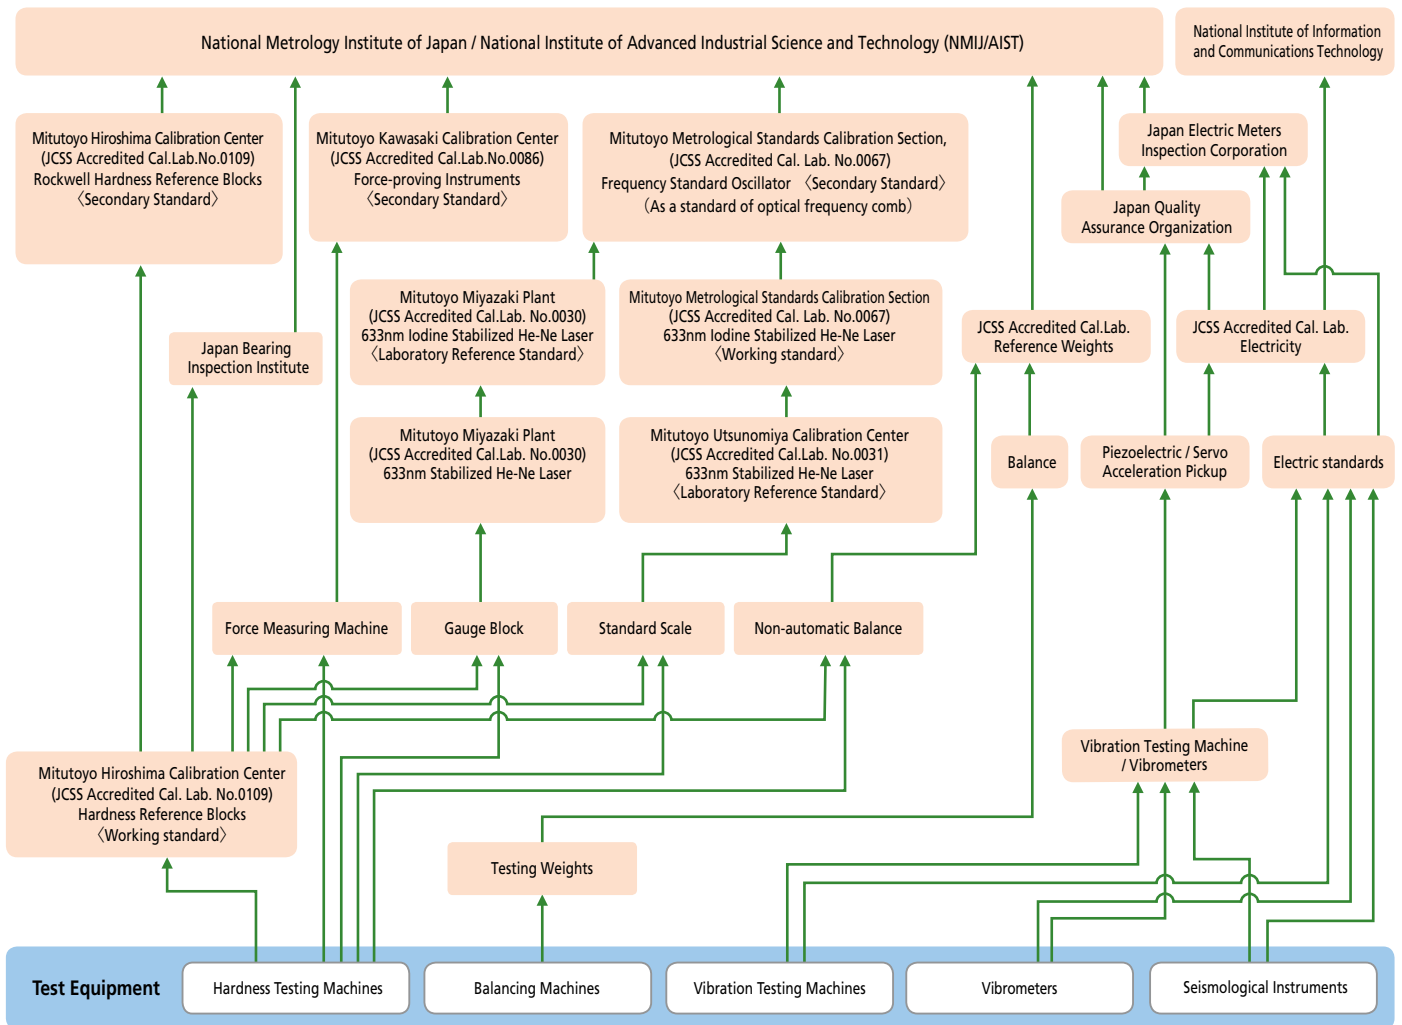 National Metrology Institute of Japan / National Institute of Advanced Industrial Science and Technology (NMIJ/AIST)
National Institute of Information
and Communications Technology
Mitutoyo Hiroshima Calibration Center
(JCSS Accredited Cal.Lab.No.0109)
Rockwell Hardness Reference Blocks
〈Secondary Standard〉
Mitutoyo Kawasaki Calibration Center
(JCSS Accredited Cal.Lab.No.0086)
Force-proving Instruments
〈Secondary Standard〉
Mitutoyo Metrological Standards Calibration Section,
(JCSS Accredited Cal. Lab. No.0067)
Frequency Standard Oscillator 〈Secondary Standard〉
(As a standard of optical frequency comb)
Japan Electric Meters
Inspection Corporation
Japan Quality
Assurance Organization
Mitutoyo Miyazaki Plant
(JCSS Accredited Cal.Lab. No.0030)
633nm Iodine Stabilized He-Ne Laser
〈Laboratory Reference Standard〉
Mitutoyo Metrological Standards Calibration Section
(JCSS Accredited Cal. Lab. No.0067)
633nm Iodine Stabilized He-Ne Laser
〈Working standard〉
Japan Bearing
Inspection Institute
JCSS Accredited Cal.Lab.
Reference Weights
JCSS Accredited Cal. Lab.
Electricity
Mitutoyo Miyazaki Plant
(JCSS Accredited Cal.Lab. No.0030)
633nm Stabilized He-Ne Laser
Mitutoyo Utsunomiya Calibration Center
(JCSS Accredited Cal.Lab. No.0031)
633nm Stabilized He-Ne Laser
〈Laboratory Reference Standard〉
Balance
Piezoelectric / Servo
Acceleration Pickup
Electric standards
Force Measuring Machine
Gauge Block
Standard Scale
Non-automatic Balance
Mitutoyo Hiroshima Calibration Center
(JCSS Accredited Cal. Lab. No.0109)
Hardness Reference Blocks
〈Working standard〉
Vibration Testing Machine
/ Vibrometers
Testing Weights
Test Equipment
Hardness Testing Machines
Balancing Machines
Vibration Testing Machines
Vibrometers
Seismological Instruments